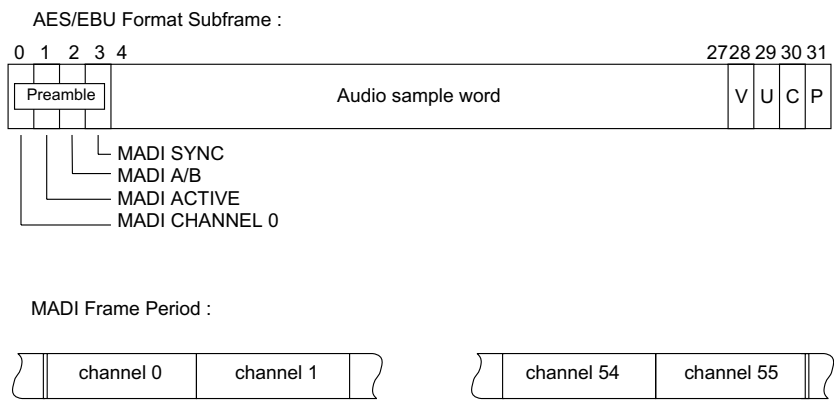 AES/EBU Format Subframe :
0 1 2 3 4 27 28 29 30 31
Preamble Audio sample word V U C P
MADI SYNC
MADI A/B
MADI ACTIVE
MADI CHANNEL 0
MADI Frame Period :
channel 0 channel 1 channel 54 channel 55